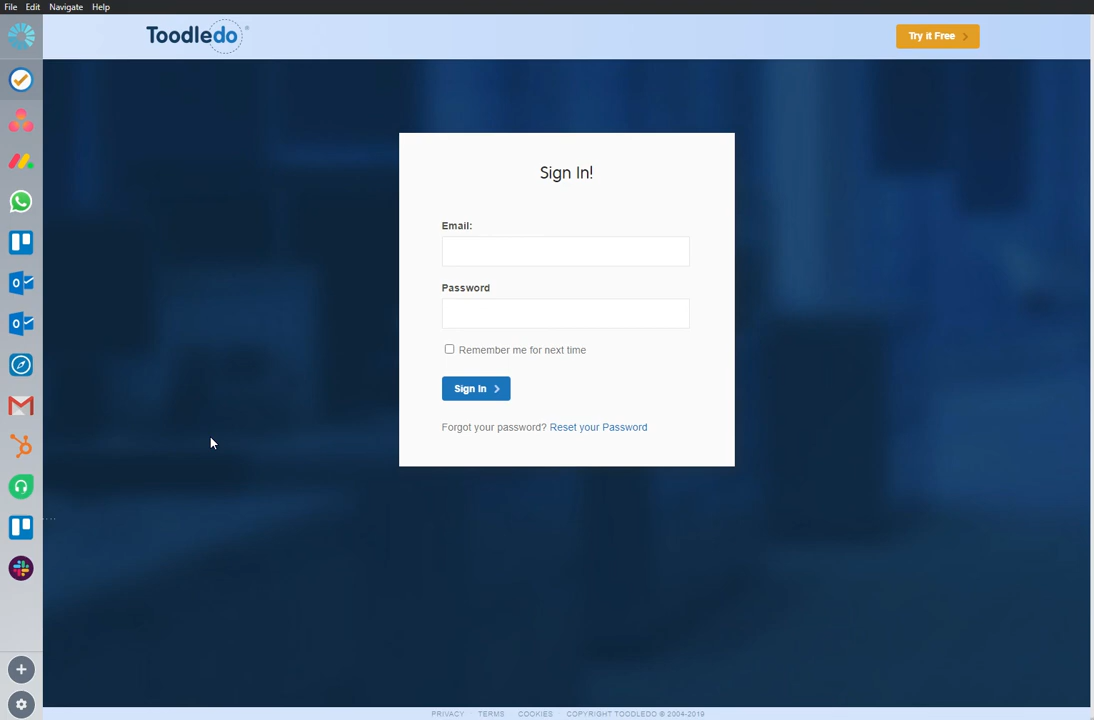 File Edit Navigate Help
Toodledo®
Try it Free
Sign In!
Email:
Password
Remember me for next time
Sign In
Forgot your password? Reset your Password
PRIVACY TERMS COOKIES COPYRIGHT TOODLEDO © 2004-2019